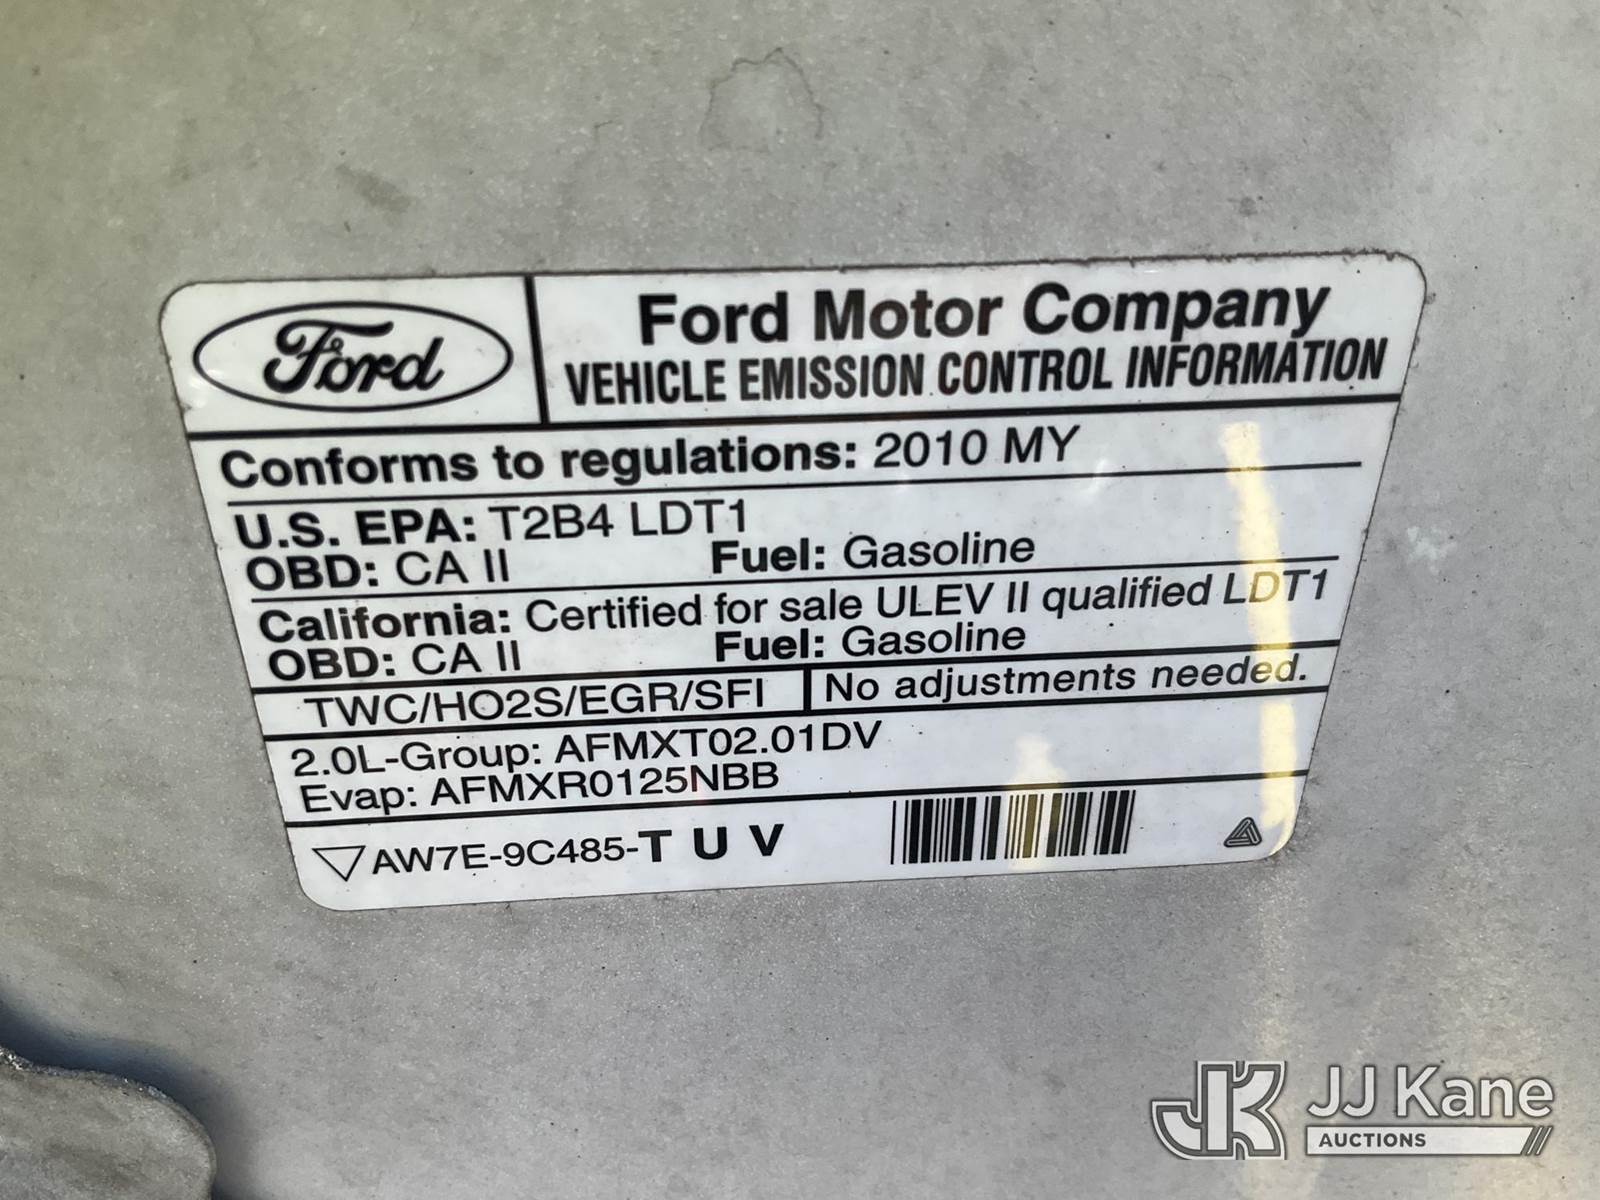 Ford
Ford Motor Company
VEHICLE EMISSION CONTROL INFORMATION
Conforms to regulations: 2010 MY
U.S. EPA: T2B4 LDT1
OBD: CA II Fuel: Gasoline
California: Certified for sale ULEV II qualified LDT1
OBD: CA II Fuel: Gasoline
TWC/HO2S/EGR/SFI No adjustments needed.
2.0L-Group: AFMXT02.01DV
Evap: AFMXR0125NBB
AW7E-9C485-T U V
JK JJ Kane
AUCTIONS